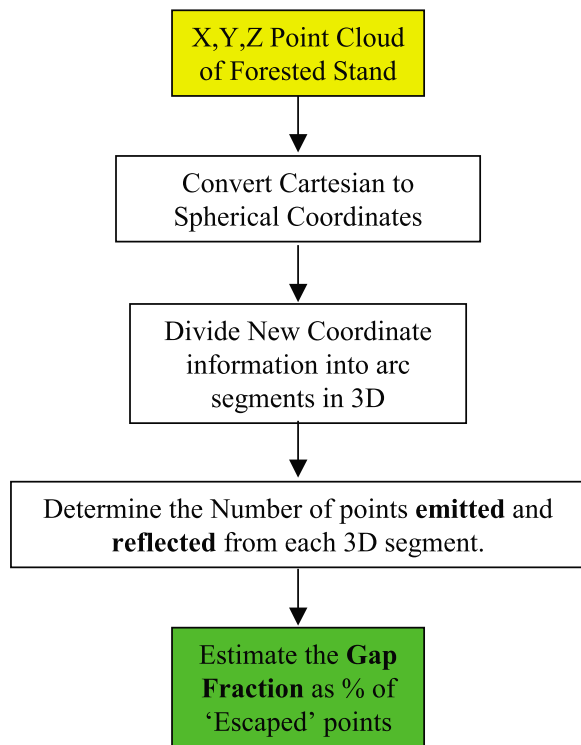 X,Y,Z Point Cloud
of Forested Stand
Convert Cartesian to
Spherical Coordinates
Divide New Coordinate
information into arc
segments in 3D
Determine the Number of points emitted and
reflected from each 3D segment.
Estimate the Gap
Fraction as % of
‘Escaped’ points